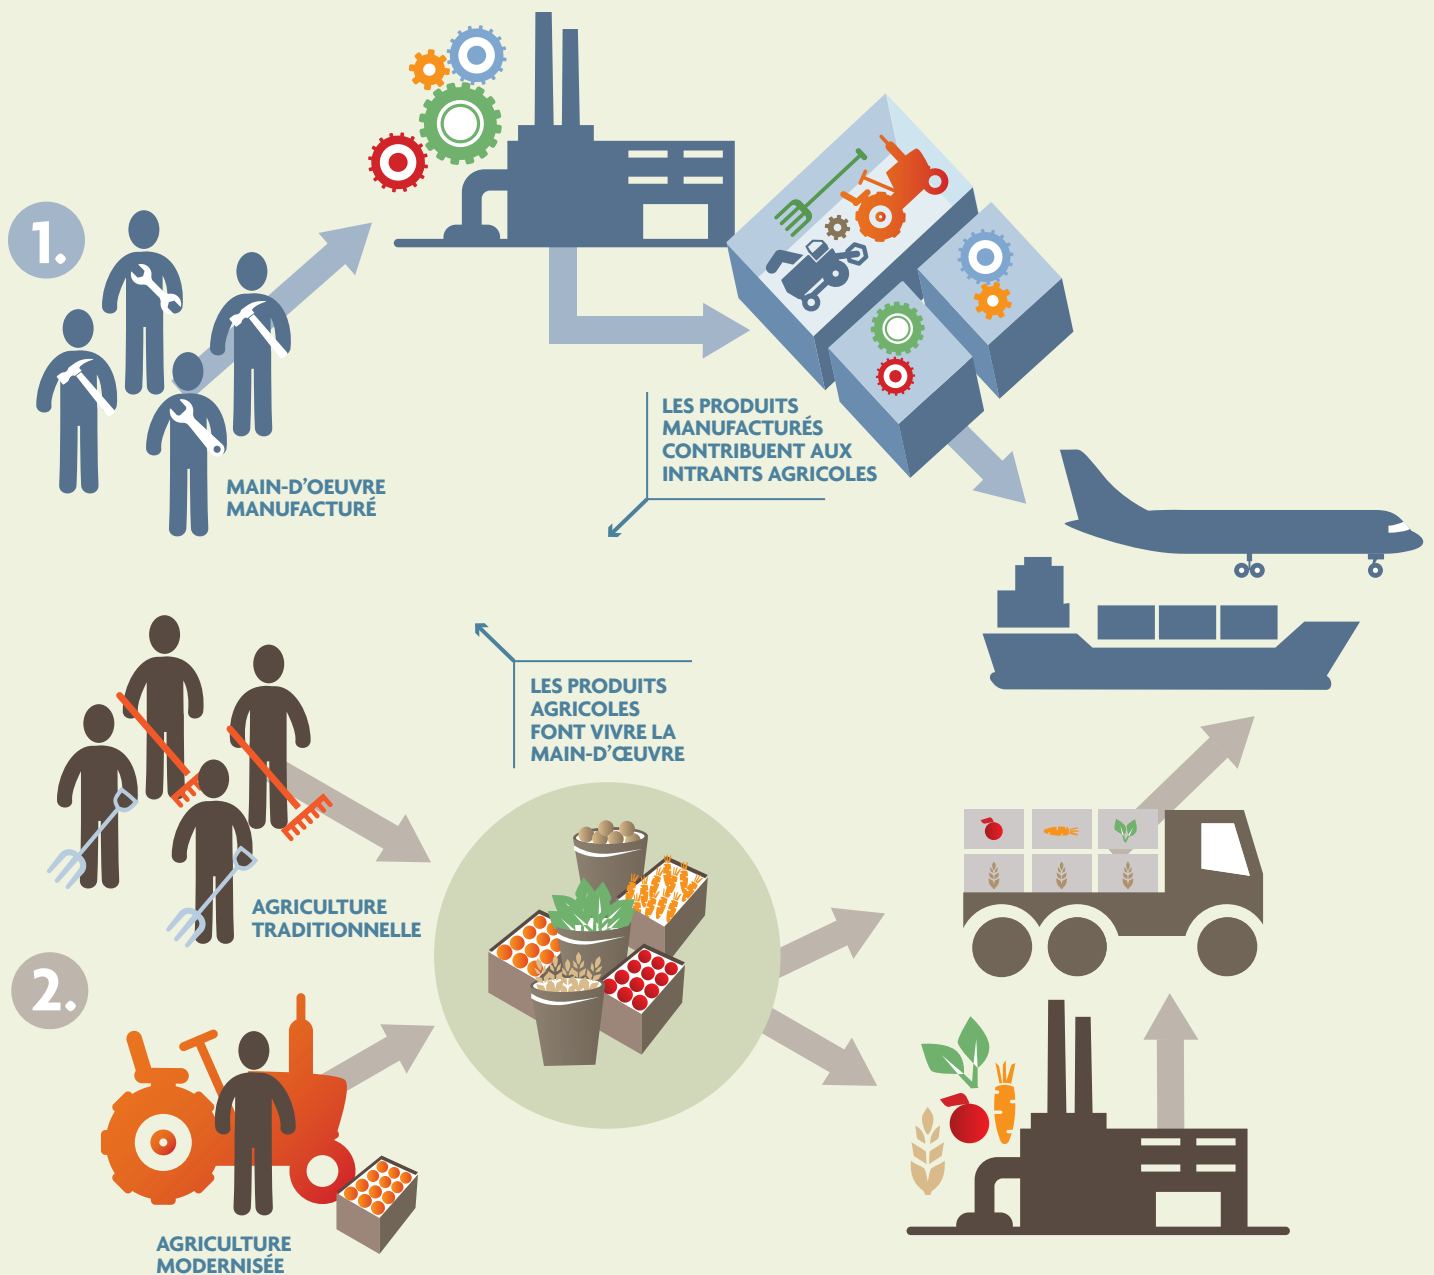 1.
MAIN-D'OEUVRE
MANUFACTURÉ
LES PRODUITS
MANUFACTURÉS
CONTRIBUENT AUX
INTRANTS AGRICOLES
LES PRODUITS
AGRICOLES
FONT VIVRE LA
MAIN-D'ŒUVRE
AGRICULTURE
TRADITIONNELLE
2.
AGRICULTURE
MODERNISÉE